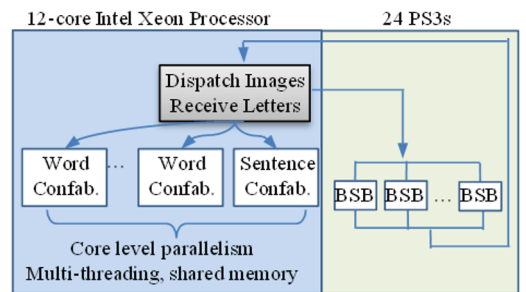 12-core Intel Xeon Processor
24 PS3s
Dispatch Images
Receive Letters
Word
Confab.
...
Word
Confab.
Sentence
Confab.
BSB
BSB
...
BSB
Core level parallelism
Multi-threading, shared memory